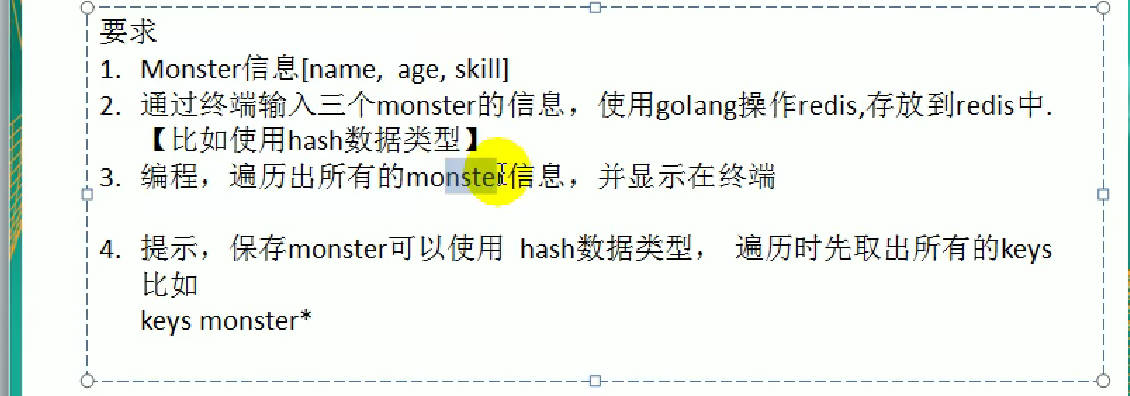 要求
1. Monster信息[name, age, skill]
2. 通过终端输入三个monster的信息，使用golang操作redis,存放到redis中.
【比如使用hash数据类型】
3. 编程，遍历出所有的monster信息，并显示在终端
4. 提示，保存monster可以使用 hash数据类型， 遍历时先取出所有的keys
比如
keys monster*